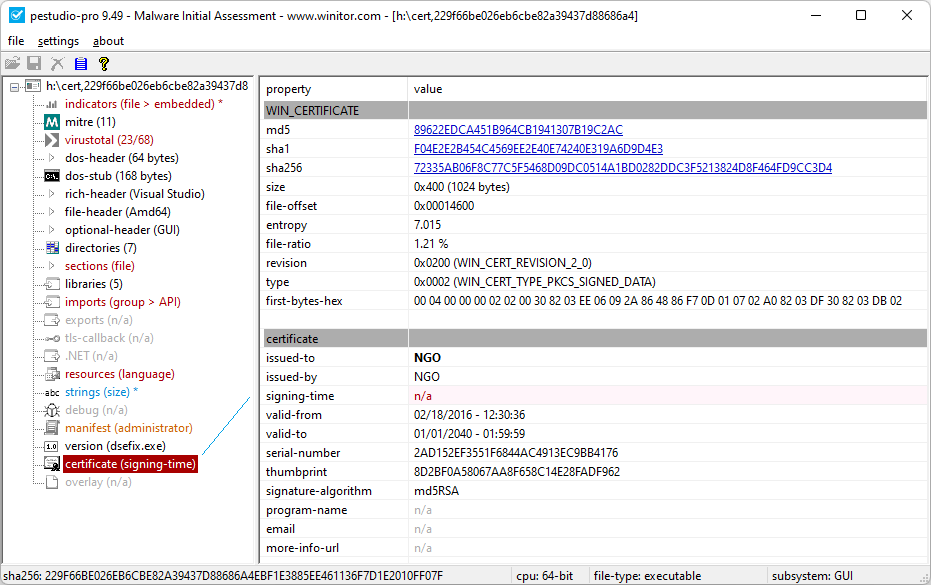 pestudio-pro 9.49 - Malware Initial Assessment - www.winitor.com - [h:\cert,229f66be026eb6cbe82a39437d88686a4]
file settings about
h:\cert,229f66be026eb6cbe82a39437d8
indicators (file > embedded) *
mitre (11)
virustotal (23/68)
dos-header (64 bytes)
dos-stub (168 bytes)
rich-header (Visual Studio)
file-header (Amd64)
optional-header (GUI)
directories (7)
sections (file)
libraries (5)
imports (group > API)
exports (n/a)
tls-callback (n/a)
.NET (n/a)
resources (language)
abc strings (size) *
debug (n/a)
manifest (administrator)
1.0 version (dsefix.exe)
certificate (signing-time)
overlay (n/a)
property value
WIN_CERTIFICATE
md5 89622EDCA451B964CB1941307B19C2AC
sha1 F04E2E2B454C4569EE2E40E74240E319A6D9D4E3
sha256 72335AB06F8C77C5F5468D09DC0514A1BD0282DDC3F5213824D8F464FD9CC3D4
size 0x400 (1024 bytes)
file-offset 0x00014600
entropy 7.015
file-ratio 1.21 %
revision 0x0200 (WIN_CERT_REVISION_2_0)
type 0x0002 (WIN_CERT_TYPE_PKCS_SIGNED_DATA)
first-bytes-hex 00 04 00 00 00 02 02 00 30 82 03 EE 06 09 2A 86 48 86 F7 0D 01 07 02 A0 82 03 DF 30 82 03 DB 02
certificate
issued-to NGO
issued-by NGO
signing-time n/a
valid-from 02/18/2016 - 12:30:36
valid-to 01/01/2040 - 01:59:59
serial-number 2AD152EF3551F6844AC4913EC9BB4176
thumbprint 8D2BF0A58067AA8F658C14E28FADF962
signature-algorithm md5RSA
program-name n/a
email n/a
more-info-url n/a
sha256: 229F66BE026EB6CBE82A39437D88686A4EBF1E3885EE461136F7D1E2010FF07F cpu: 64-bit file-type: executable subsystem: GUI